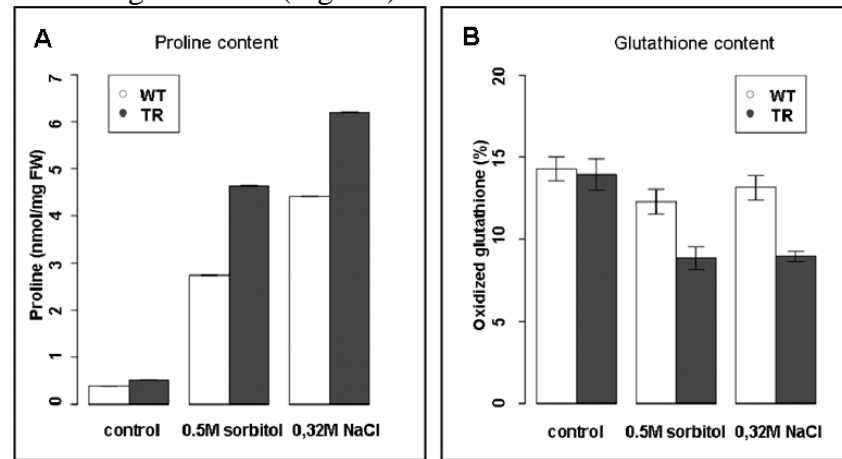 A
Proline content
WT
TR
Proline (nmol/mg FW)
7
6
5
4
3
2
1
0
control 0.5M sorbitol 0,32M NaCl
B
Glutathione content
WT
TR
Oxidized glutathione (%)
20
15
10
5
0
control 0.5M sorbitol 0,32M NaCl